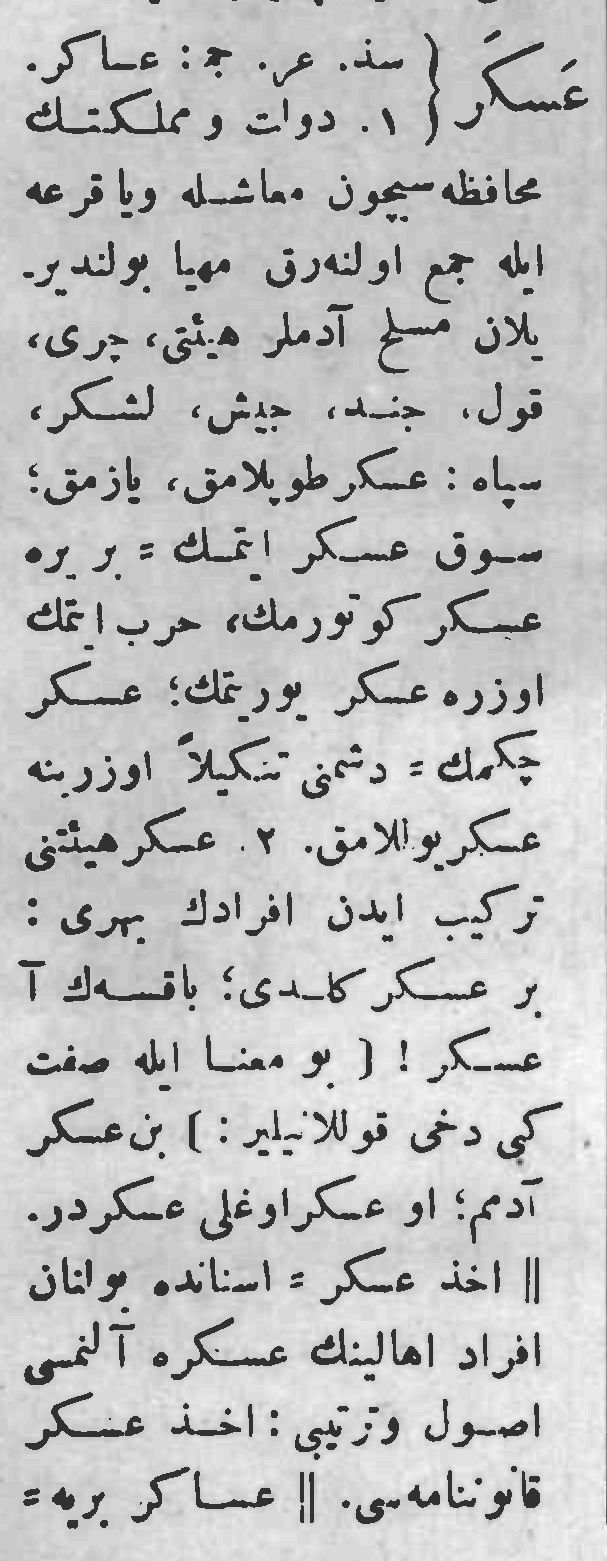 عَسكَر { سذ. عر. جـ : عساكر.
١. دولت و مملكتك
محافظه‌سيچون معاشله ويا قرعه
ايله جمع اولنه‌رق مهيا بولنديريـ
يلان مسلح آدملر هيئتى، چرى،
قول، جند، جيش، لشكر،
سپاه : عسكر طوپلامق، يازمق؛
سوق عسكر ايتمك = بر يره
عسكر كوتورمك، حرب ايتمك
اوزره عسكر يوريتمك؛ عسكر
چكمك = دشمنى تنكيلاً اوزرينه
عسكر يوللامق. ٢. عسكر هيئتنى
تركيب ايدن افرادك بهرى :
بر عسكر كلدى؛ باقسه‌ك آ
عسكر ! [ بو معنا ايله صفت
كبى دخى قوللانيلير : ] بن عسكر
آدمم؛ او عسكر اوغلى عسكردر.
|| اخذ عسكر = اسنانده بولنان
افراد اهالينك عسكره آلنمسى
اصول وترتيبى : اخذ عسكر
قانوننامه‌سى. || عساكر بريه =